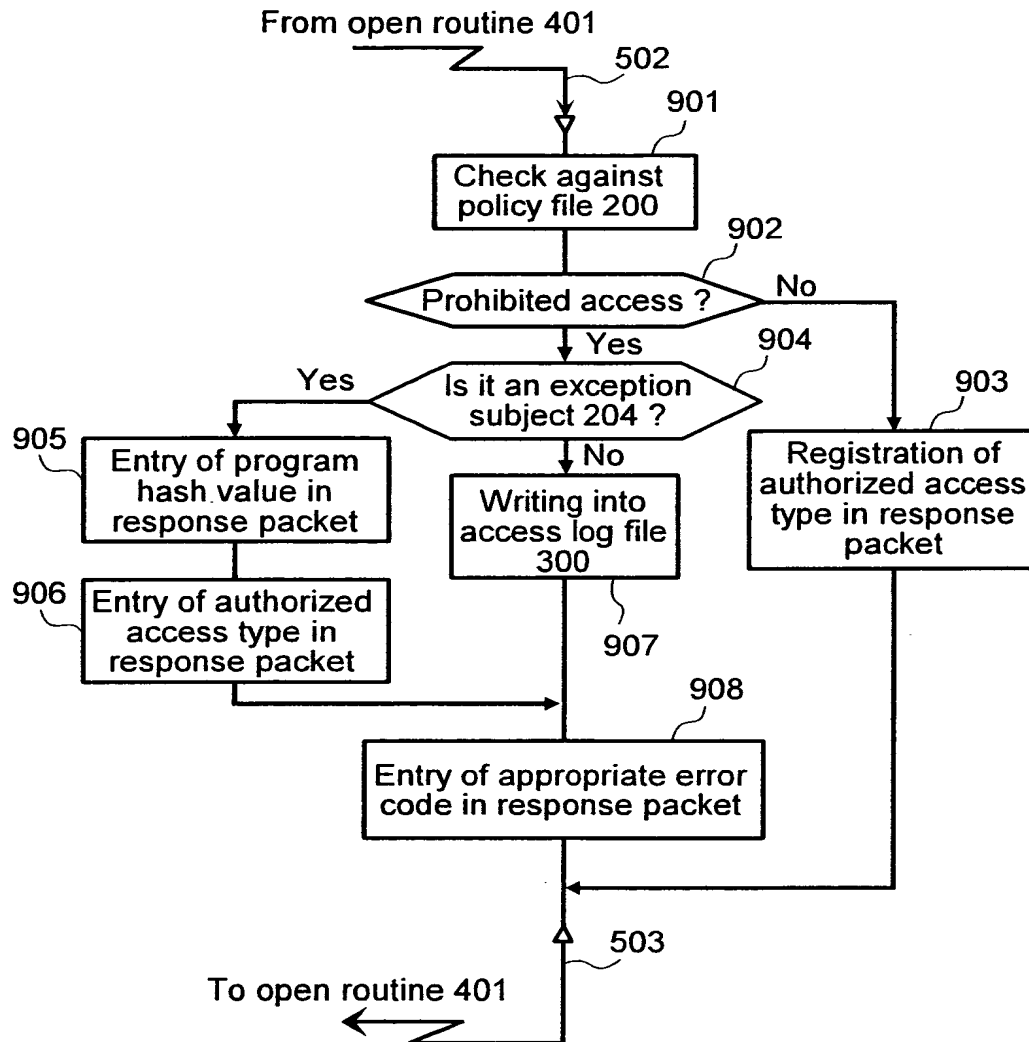 From open routine 401
502
901
Check against
policy file 200
902
Prohibited access ?
No
Yes
904
Yes
Is it an exception
subject 204 ?
903
905
Entry of program
hash value in
response packet
No
Writing into
access log file
300
Registration of
authorized access
type in response
packet
906
Entry of authorized
access type in
response packet
907
908
Entry of appropriate error
code in response packet
503
To open routine 401